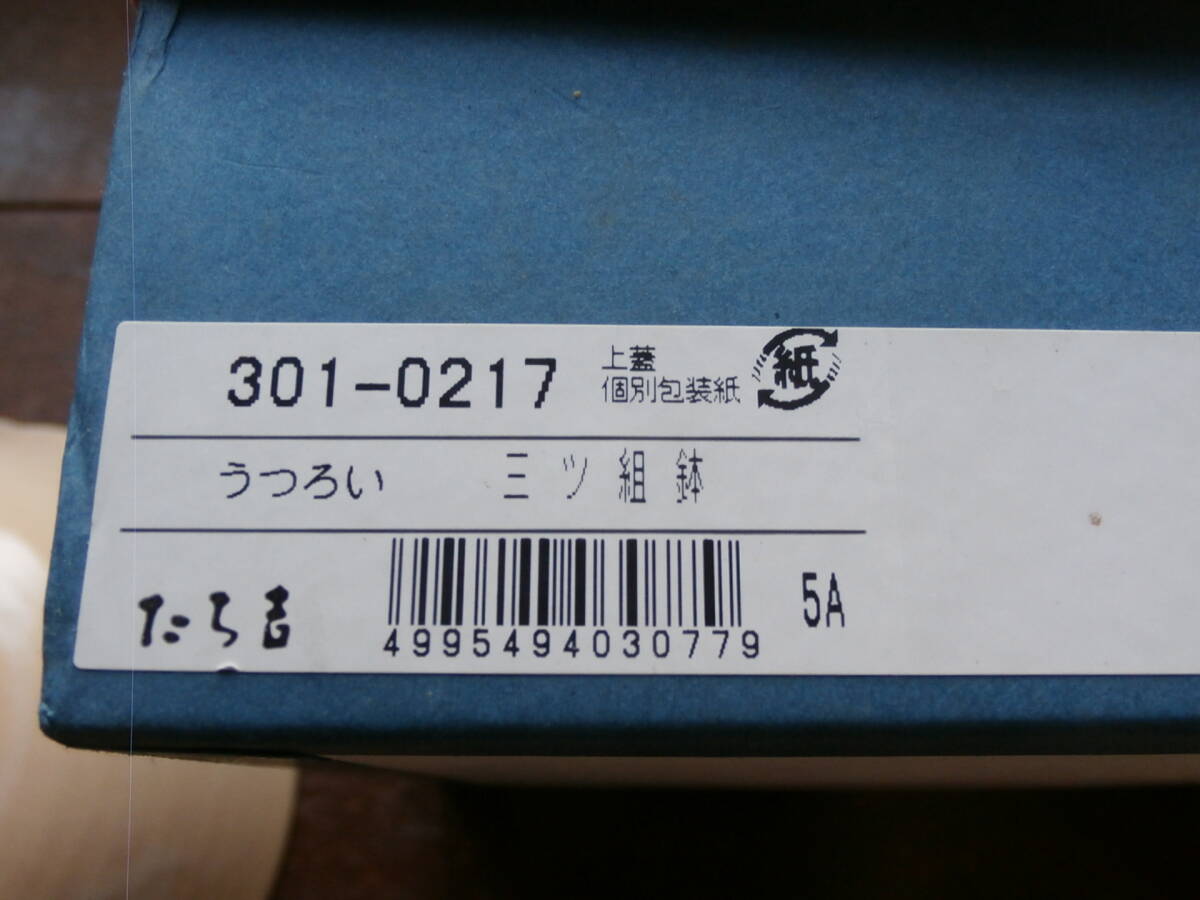 301-0217
上蓋
個別包装紙
紙
うつろい 三ツ組鉢
たち吉
4995494030779
5A